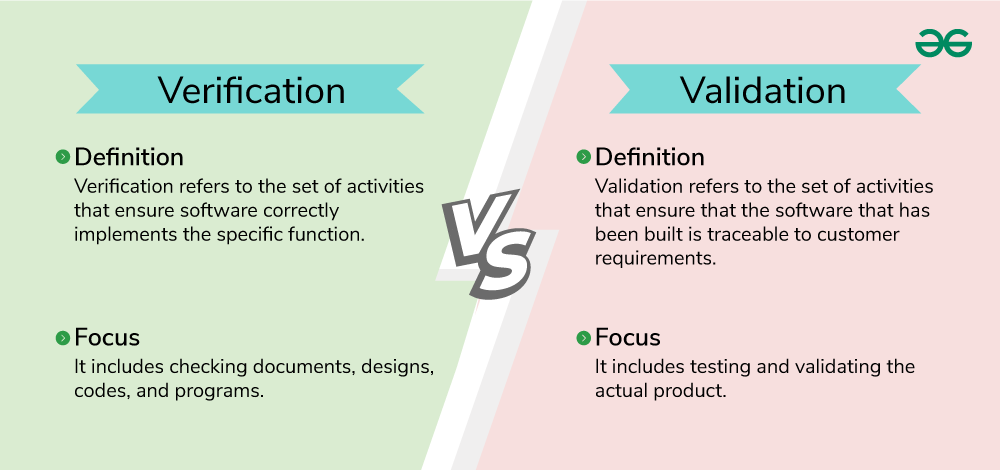 Verification
Definition
Verification refers to the set of activities
that ensure software correctly
implements the specific function.
Focus
It includes checking documents, designs,
codes, and programs.
VS
Validation
Definition
Validation refers to the set of activities
that ensure that the software that has
been built is traceable to customer
requirements.
Focus
It includes testing and validating the
actual product.